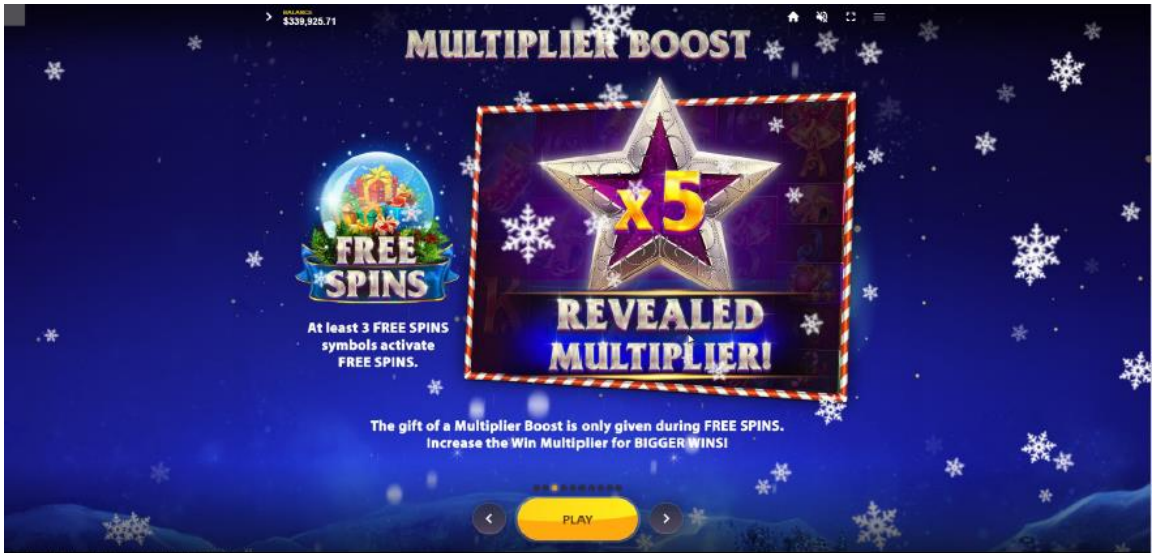 BALANCE
$339,925.71
MULTIPLIER BOOST
x5
FREE
SPINS
REVEALED
MULTIPLIER!
At least 3 FREE SPINS
symbols activate
FREE SPINS.
The gift of a Multiplier Boost is only given during FREE SPINS.
Increase the Win Multiplier for BIGGER WINS!
PLAY